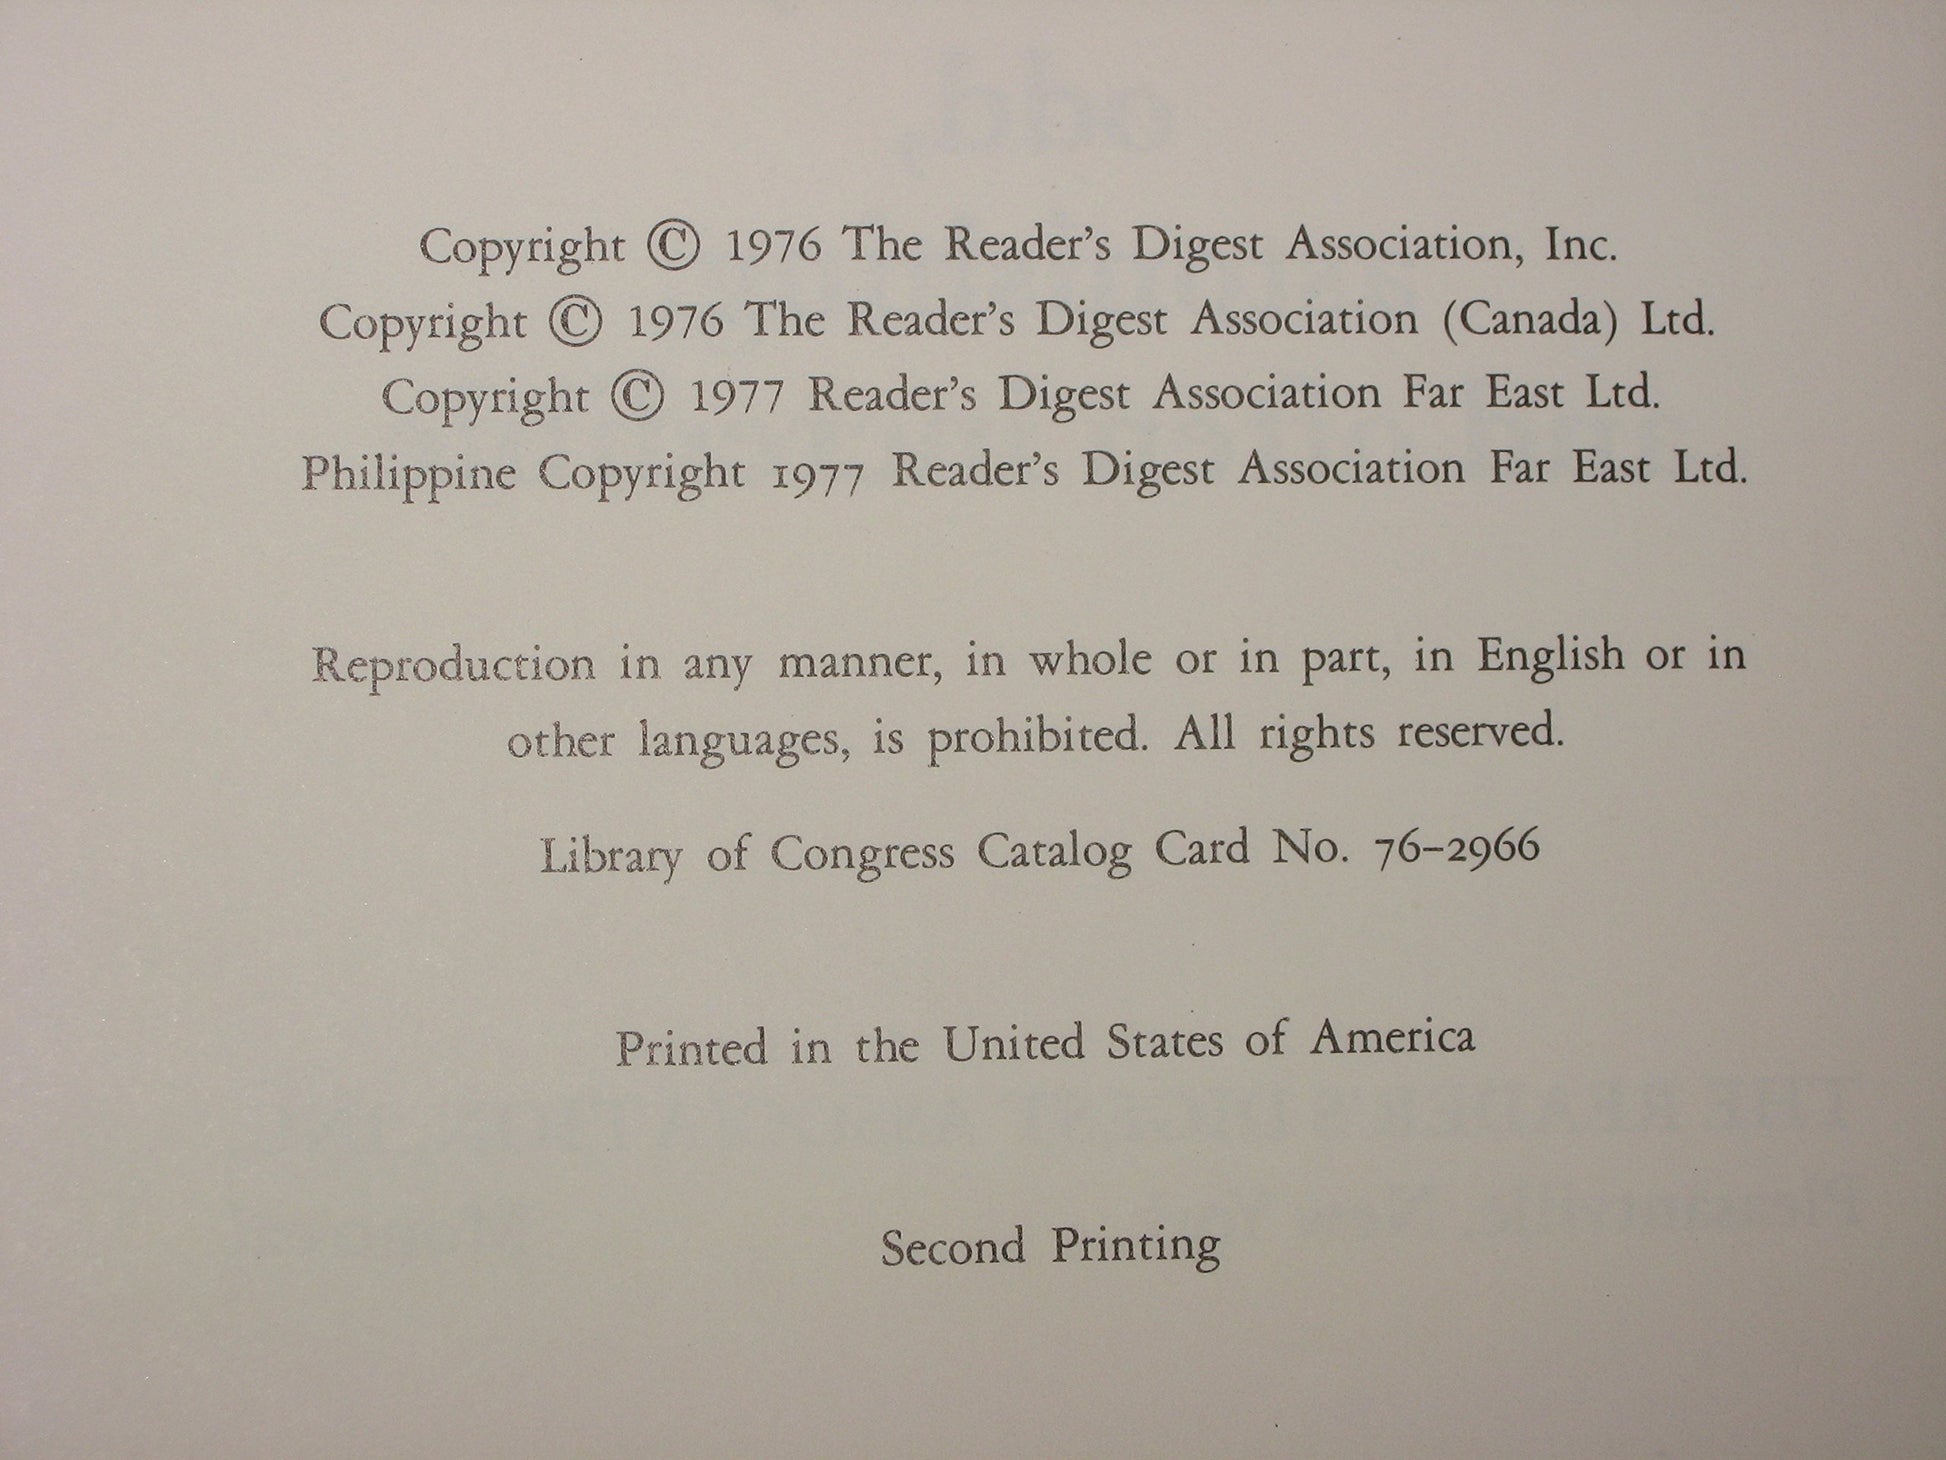 Copyright © 1976 The Reader's Digest Association, Inc.
Copyright © 1976 The Reader's Digest Association (Canada) Ltd.
Copyright © 1977 Reader's Digest Association Far East Ltd.
Philippine Copyright 1977 Reader's Digest Association Far East Ltd.
Reproduction in any manner, in whole or in part, in English or in
other languages, is prohibited. All rights reserved.
Library of Congress Catalog Card No. 76–2966
Printed in the United States of America
Second Printing